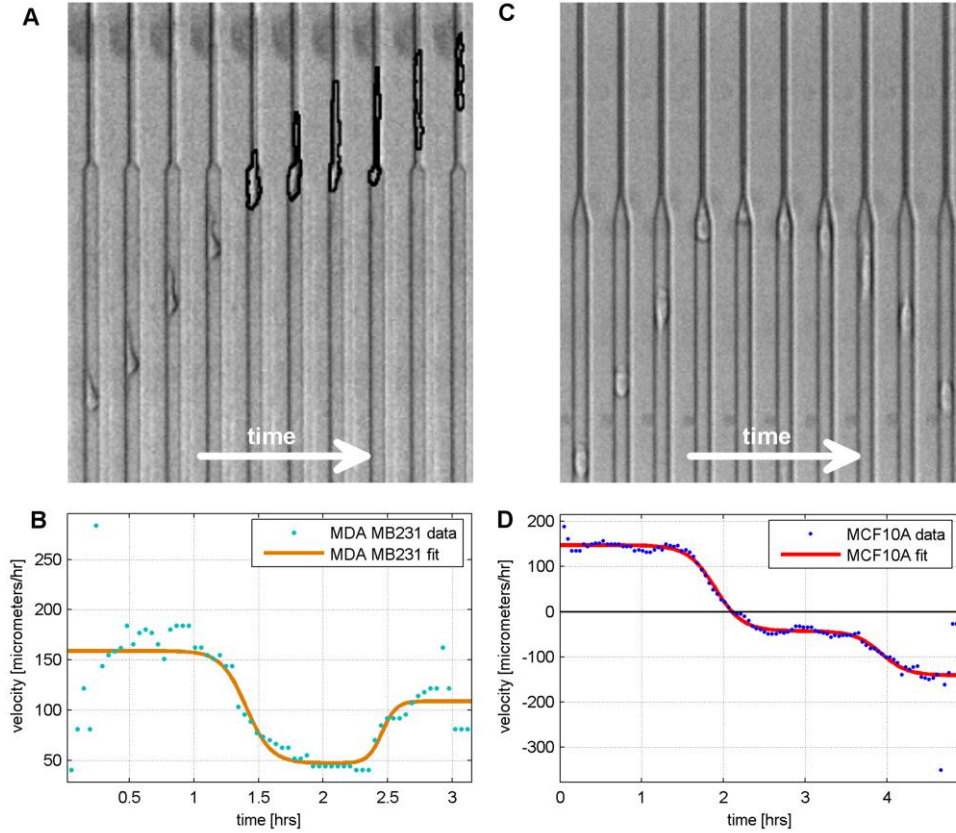 A
time
B
MDA MB231 data
MDA MB231 fit
velocity [micrometers/hr]
250
200
150
100
50
0.5
1
1.5
2
2.5
3
time [hrs]
C
time
D
MCF10A data
MCF10A fit
velocity [micrometers/hr]
200
100
0
-100
-200
-300
0
1
2
3
4
time [hrs]